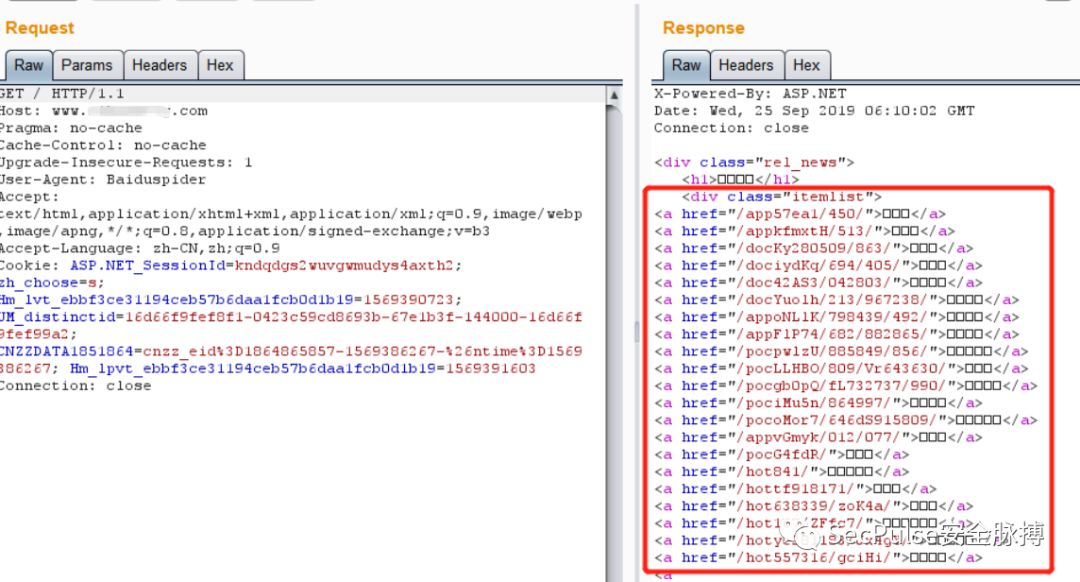 Request
Raw Params Headers Hex
GET / HTTP/1.1
Host: www. .com
Pragma: no-cache
Cache-Control: no-cache
Upgrade-Insecure-Requests: 1
User-Agent: Baiduspider
Accept:
text/html,application/xhtml+xml,application/xml;q=0.9,image/webp
,image/apng,*/*;q=0.8,application/signed-exchange;v=b3
Accept-Language: zh-CN,zh;q=0.9
Cookie: ASP.NET_SessionId=kndqdgs2wuvgwmudys4axth2;
zh_choose=s;
Hm_lvt_ebbf3ce31194ceb57b6daa1fcb0d1b19=1569390723;
UM_distinctid=16d66f9fef8f1-0423c59cd8693b-67e1b3f-144000-16d66f
9fef99a2;
CNZZDATA1851864=cnzz_eid%3D1864865857-1569386267-%26ntime%3D1569
386267; Hm_lpvt_ebbf3ce31194ceb57b6daa1fcb0d1b19=1569391603
Connection: close
Response
Raw Headers Hex
X-Powered-By: ASP.NET
Date: Wed, 25 Sep 2019 06:10:02 GMT
Connection: close
<div class="rel_news">
<h1>□□□□</h1>
<div class="itemlist">
<a href="/app57ea1/450/">□□□</a>
<a href="/appkfmxtH/513/">□□□</a>
<a href="/docKy280509/863/">□□□</a>
<a href="/dociydKq/694/405/">□□□</a>
<a href="/doc42AS3/042803/">□□□</a>
<a href="/docYuo1h/213/967238/">□□□□</a>
<a href="/appoNL1K/798439/492/">□□□□</a>
<a href="/appF1P74/682/882865/">□□□□</a>
<a href="/pocpwlzU/885849/856/">□□□□□</a>
<a href="/pocLLHBO/809/Vr643630/">□□□□</a>
<a href="/pocgbOpQ/fL732737/990/">□□□□</a>
<a href="/pociMu5n/864997/">□□□□</a>
<a href="/pocoMor7/646dS915809/">□□□□□</a>
<a href="/appvGmyk/012/077/">□□□</a>
<a href="/pocG4fdR/">□□□</a>
<a href="/hot841/">□□□□□</a>
<a href="/hottf918171/">□□□</a>
<a href="/hot638339/zoK4a/">□□□</a>
<a href="/hot1
<a href="/hoty
SecPulse安全脉搏
<a href="/hot557316/gciHi/">□□□□</a>
<a